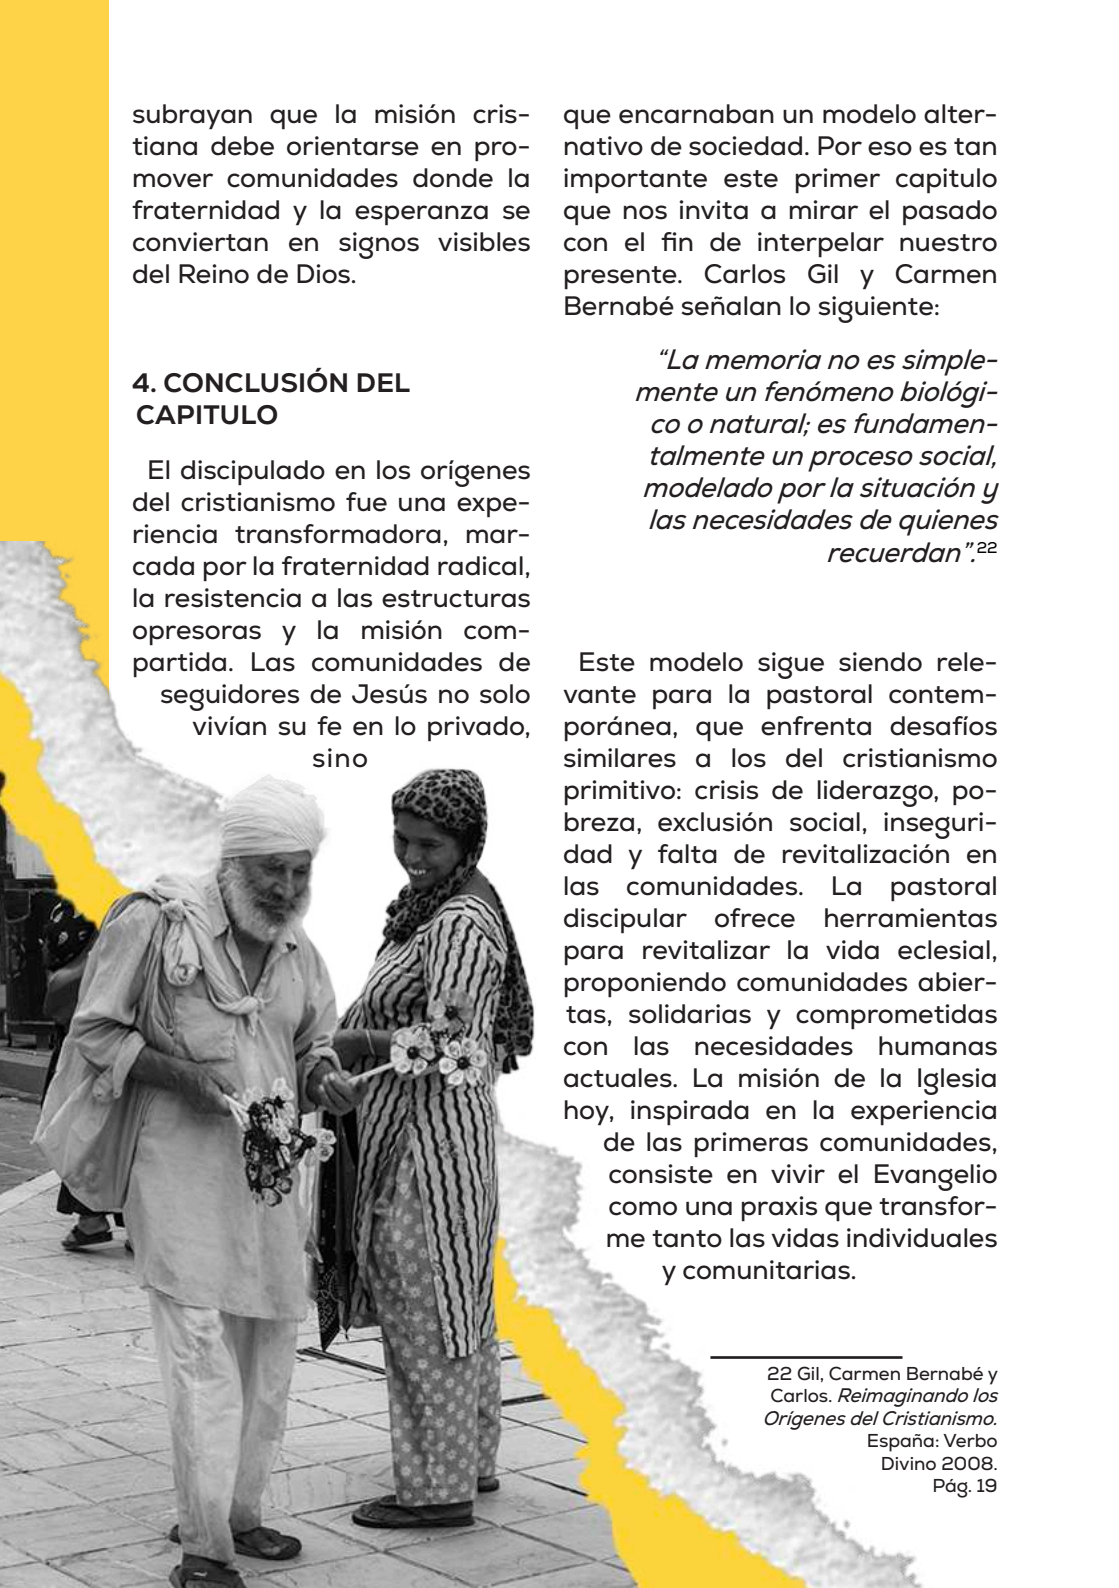 subrayan que la misión cris-
tiana debe orientarse en pro-
mover comunidades donde la
fraternidad y la esperanza se
conviertan en signos visibles
del Reino de Dios.
4. CONCLUSIÓN DEL
CAPITULO
El discipulado en los orígenes
del cristianismo fue una expe-
riencia transformadora, mar-
cada por la fraternidad radical,
la resistencia a las estructuras
opresoras y la misión com-
partida. Las comunidades de
seguidores de Jesús no solo
vivían su fe en lo privado,
sino
que encarnaban un modelo alter-
nativo de sociedad. Por eso es tan
importante este primer capitulo
que nos invita a mirar el pasado
con el fin de interpelar nuestro
presente. Carlos Gil y Carmen
Bernabé señalan lo siguiente:
“La memoria no es simple-
mente un fenómeno biológi-
co o natural; es fundamen-
talmente un proceso social,
modelado por la situación y
las necesidades de quienes
recuerdan”.22
Este modelo sigue siendo rele-
vante para la pastoral contem-
poránea, que enfrenta desafíos
similares a los del cristianismo
primitivo: crisis de liderazgo, po-
breza, exclusión social, inseguri-
dad y falta de revitalización en
las comunidades. La pastoral
discipular ofrece herramientas
para revitalizar la vida eclesial,
proponiendo comunidades abier-
tas, solidarias y comprometidas
con las necesidades humanas
actuales. La misión de la Iglesia
hoy, inspirada en la experiencia
de las primeras comunidades,
consiste en vivir el Evangelio
como una praxis que transfor-
me tanto las vidas individuales
y comunitarias.
22 Gil, Carmen Bernabé y
Carlos. Reimaginando los
Orígenes del Cristianismo.
España: Verbo
Divino 2008.
Pág. 19